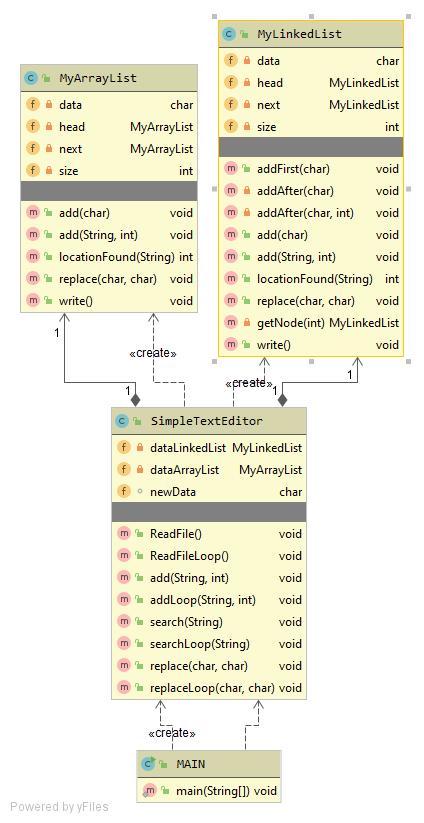 MyArrayList
data char
head MyArrayList
next MyArrayList
size int
add(char) void
add(String, int) void
locationFound(String) int
replace(char, char) void
write() void
MyLinkedList
data char
head MyLinkedList
next MyLinkedList
size int
addFirst(char) void
addAfter(char) void
addAfter(char, int) void
add(char) void
add(String, int) void
locationFound(String) int
replace(char, char) void
getNode(int) MyLinkedList
write() void
1
«create»
1
«create»
1
1
SimpleTextEditor
dataLinkedList MyLinkedList
dataArrayList MyArrayList
newData char
ReadFile() void
ReadFileLoop() void
add(String, int) void
addLoop(String, int) void
search(String) void
searchLoop(String) void
replace(char, char) void
replaceLoop(char, char) void
«create»
MAIN
main(String[]) void
Powered by yFiles